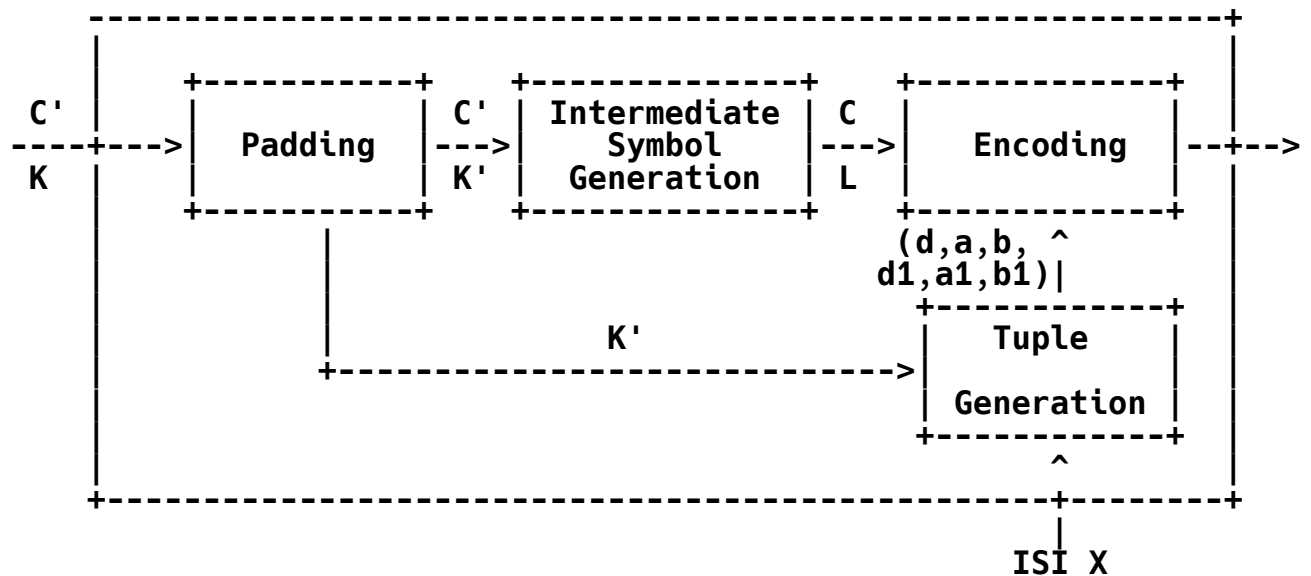 C' C' Intermediate C
Padding Symbol Encoding
K K' Generation L
(d,a,b,
d1,a1,b1)
K' Tuple
Generation
ISI X